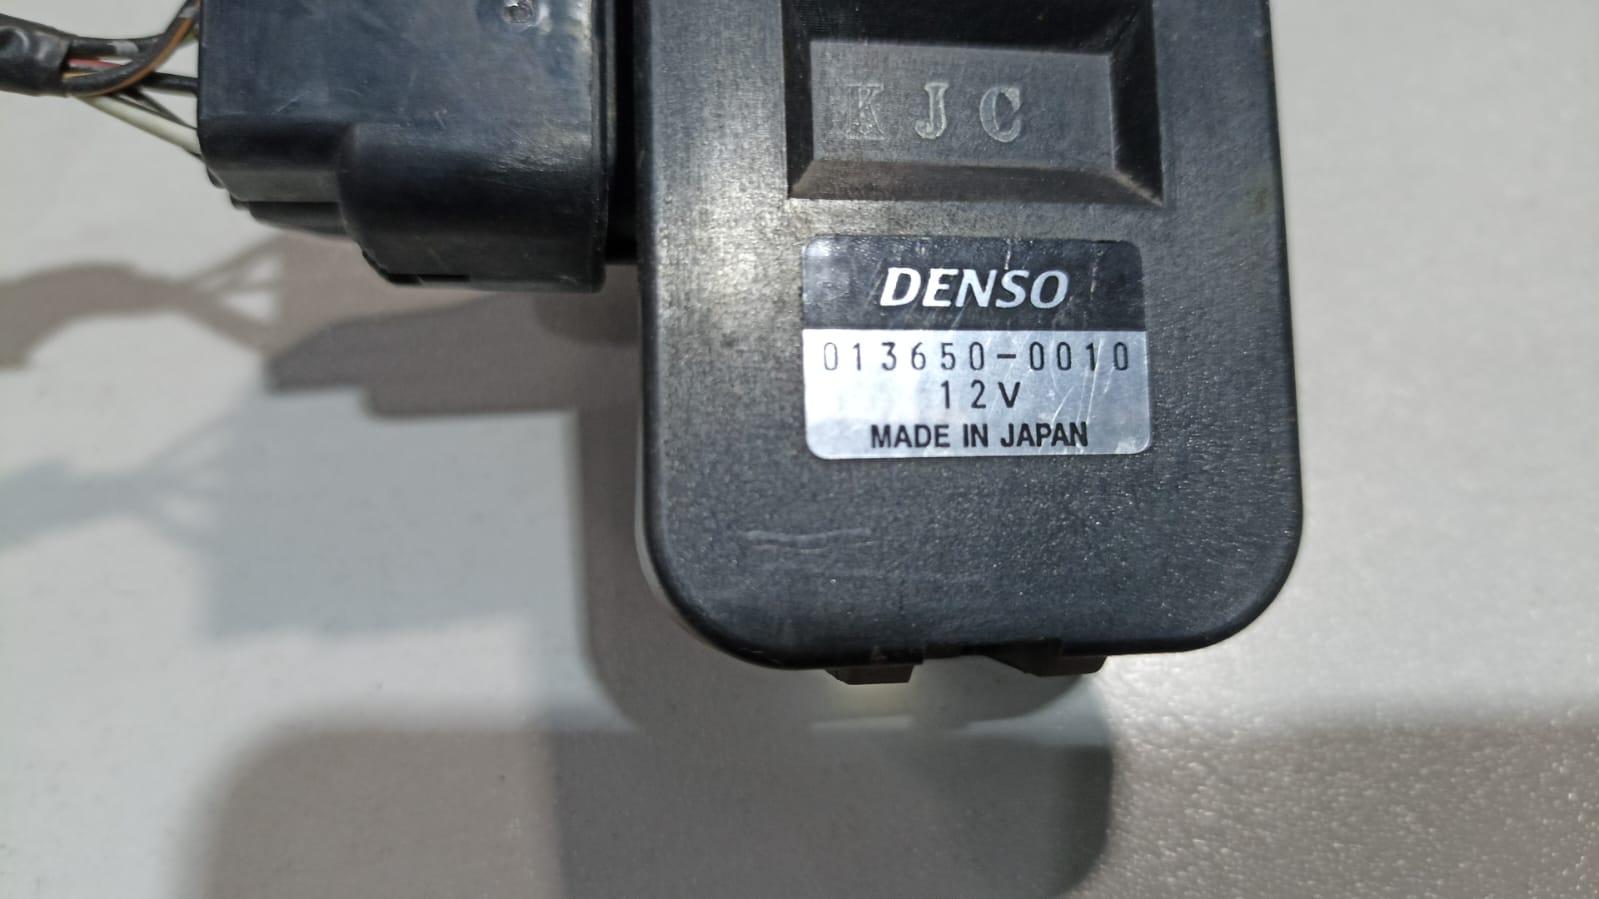 KJC
DENSO
013650-0010
12V
MADE IN JAPAN